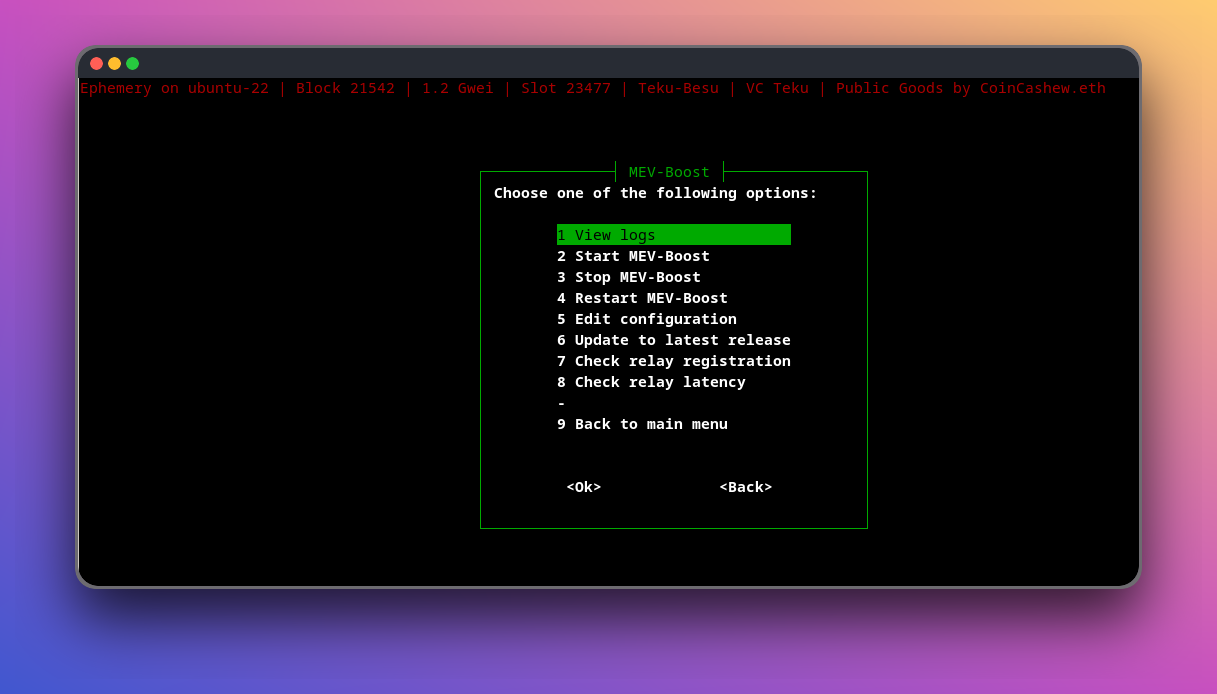 Ephemery on ubuntu-22 | Block 21542 | 1.2 Gwei | Slot 23477 | Teku-Besu | VC Teku | Public Goods by CoinCashew.eth
MEV-Boost
Choose one of the following options:
1 View logs
2 Start MEV-Boost
3 Stop MEV-Boost
4 Restart MEV-Boost
5 Edit configuration
6 Update to latest release
7 Check relay registration
8 Check relay latency
-
9 Back to main menu
<Ok> <Back>